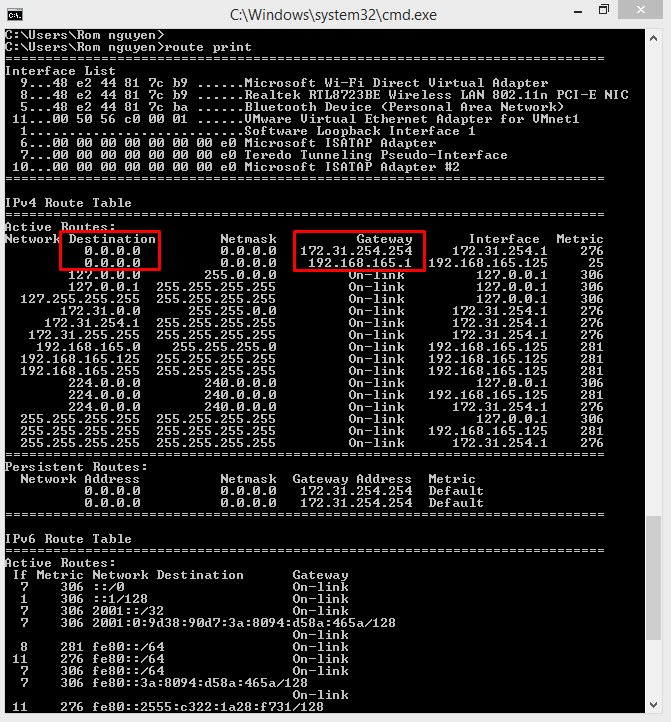 C:\Windows\system32\cmd.exe
C:\Users\Rom nguyen>
C:\Users\Rom nguyen>route print
===========================================================================
Interface List
  9...48 e2 44 81 7c b9 ......Microsoft Wi-Fi Direct Virtual Adapter
  8...48 e2 44 81 7c b9 ......Realtek RTL8723BE Wireless LAN 802.11n PCI-E NIC
  5...48 e2 44 81 7c ba ......Bluetooth Device (Personal Area Network)
 11...00 50 56 c0 00 01 ......VMware Virtual Ethernet Adapter for VMnet1
  1...........................Software Loopback Interface 1
  6...00 00 00 00 00 00 00 e0 Microsoft ISATAP Adapter
  7...00 00 00 00 00 00 00 e0 Teredo Tunneling Pseudo-Interface
 10...00 00 00 00 00 00 00 e0 Microsoft ISATAP Adapter #2
===========================================================================
IPv4 Route Table
===========================================================================
Active Routes:
Network Destination        Netmask          Gateway       Interface  Metric
          0.0.0.0          0.0.0.0   172.31.254.254     172.31.254.1    276
          0.0.0.0          0.0.0.0    192.168.165.1  192.168.165.125     25
        127.0.0.0        255.0.0.0         On-link         127.0.0.1    306
        127.0.0.1  255.255.255.255         On-link         127.0.0.1    306
  127.255.255.255  255.255.255.255         On-link         127.0.0.1    306
       172.31.0.0      255.255.0.0         On-link      172.31.254.1    276
     172.31.254.1  255.255.255.255         On-link      172.31.254.1    276
   172.31.255.255  255.255.255.255         On-link      172.31.254.1    276
    192.168.165.0    255.255.255.0         On-link   192.168.165.125    281
  192.168.165.125  255.255.255.255         On-link   192.168.165.125    281
  192.168.165.255  255.255.255.255         On-link   192.168.165.125    281
        224.0.0.0        240.0.0.0         On-link         127.0.0.1    306
        224.0.0.0        240.0.0.0         On-link   192.168.165.125    281
        224.0.0.0        240.0.0.0         On-link      172.31.254.1    276
  255.255.255.255  255.255.255.255         On-link         127.0.0.1    306
  255.255.255.255  255.255.255.255         On-link   192.168.165.125    281
  255.255.255.255  255.255.255.255         On-link      172.31.254.1    276
===========================================================================
Persistent Routes:
  Network Address          Netmask  Gateway Address  Metric
          0.0.0.0          0.0.0.0   172.31.254.254  Default
          0.0.0.0          0.0.0.0   172.31.254.254  Default
===========================================================================
IPv6 Route Table
===========================================================================
Active Routes:
 If Metric Network Destination      Gateway
  7    306 ::/0                     On-link
  1    306 ::1/128                  On-link
  7    306 2001::/32                On-link
  7    306 2001:0:9d38:90d7:3a:8094:d58a:465a/128
                                    On-link
  8    281 fe80::/64                On-link
 11    276 fe80::/64                On-link
  7    306 fe80::/64                On-link
  7    306 fe80::3a:8094:d58a:465a/128
                                    On-link
 11    276 fe80::2555:c322:1a28:f731/128